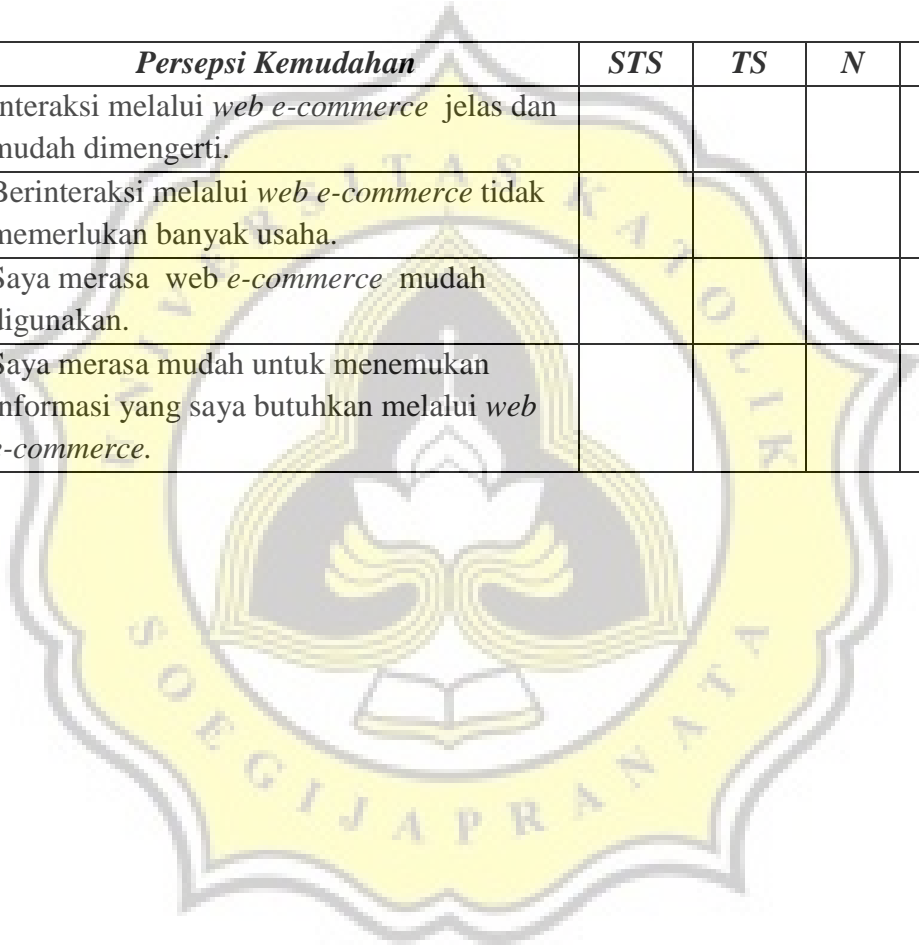 Persepsi Kemudahan STS TS N
nteraksi melalui web e-commerce jelas dan
mudah dimengerti.
Berinteraksi melalui web e-commerce tidak
memerlukan banyak usaha.
Saya merasa web e-commerce mudah
digunakan.
Saya merasa mudah untuk menemukan
nformasi yang saya butuhkan melalui web
e-commerce.
UNIVERSITAS KATOLIK
SOEGIJAPRANATA